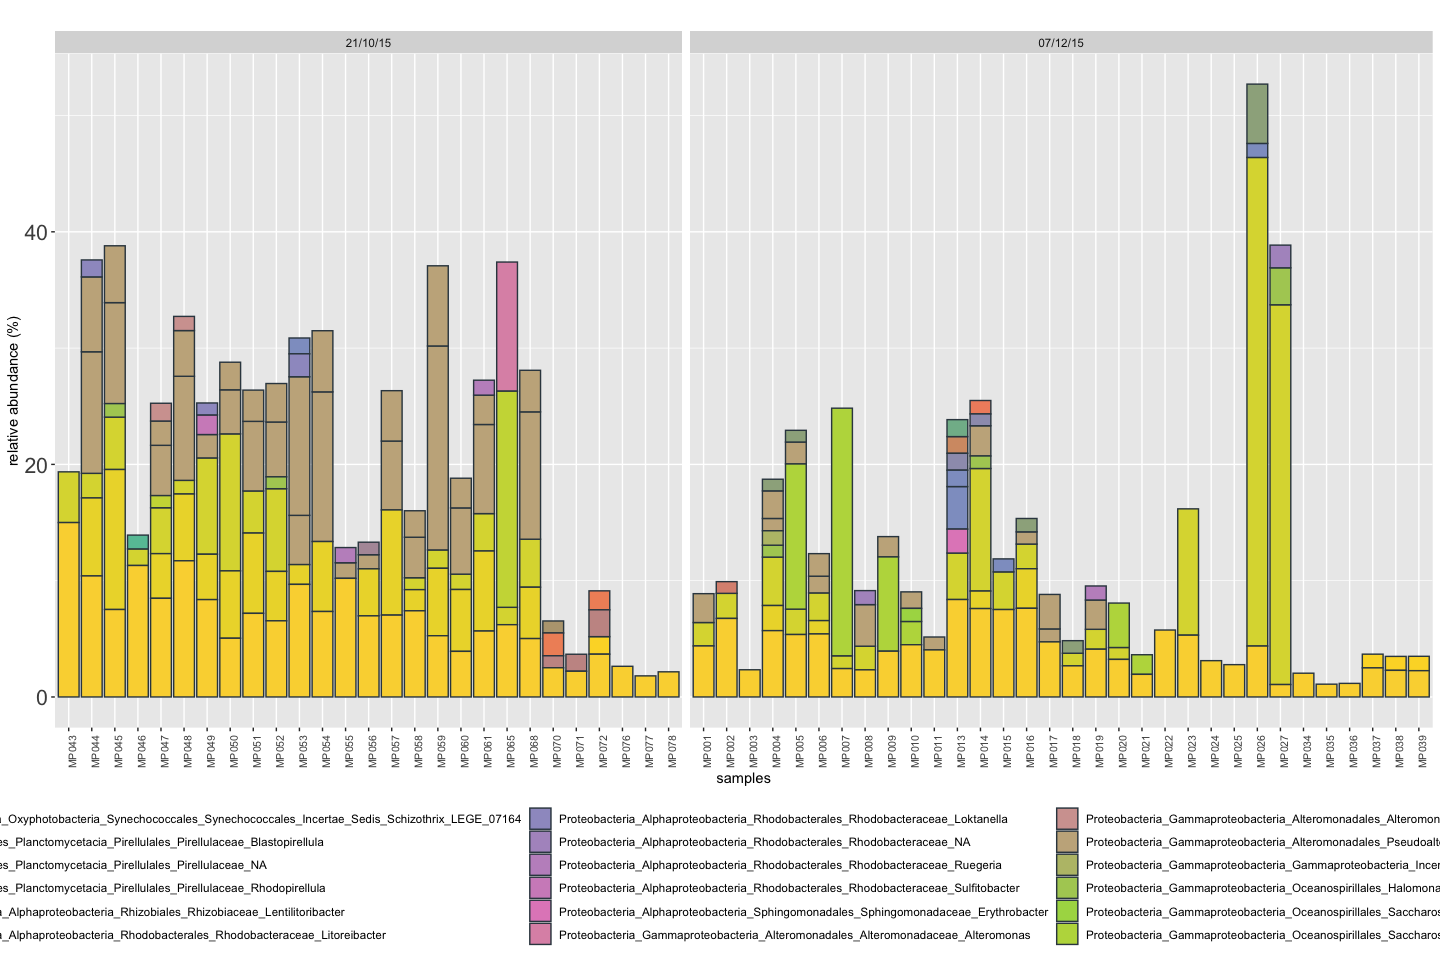 21/10/15 07/12/15
relative abundance (%)
40
20
0
MP043 MP044 MP045 MP046 MP047 MP048 MP049 MP050 MP051 MP052 MP053 MP054 MP055 MP056 MP057 MP058 MP059 MP060 MP061 MP065 MP068 MP070 MP071 MP072 MP076 MP077 MP078 MP001 MP002 MP003 MP004 MP005 MP006 MP007 MP008 MP009 MP010 MP011 MP013 MP014 MP015 MP016 MP017 MP018 MP019 MP020 MP021 MP022 MP023 MP024 MP025 MP026 MP027 MP034 MP035 MP036 MP037 MP038 MP039
samples
a_Oxyphotobacteria_Synechococcales_Synechococcales_Incertae_Sedis_Schizothrix_LEGE_07164 Proteobacteria_Alphaproteobacteria_Rhodobacterales_Rhodobacteraceae_Loktanella Proteobacteria_Gammaproteobacteria_Alteromonadales_Alteromon
es_Planctomycetacia_Pirellulales_Pirellulaceae_Blastopirellula Proteobacteria_Alphaproteobacteria_Rhodobacterales_Rhodobacteraceae_NA Proteobacteria_Gammaproteobacteria_Alteromonadales_Pseudoalt
es_Planctomycetacia_Pirellulales_Pirellulaceae_NA Proteobacteria_Alphaproteobacteria_Rhodobacterales_Rhodobacteraceae_Ruegeria Proteobacteria_Gammaproteobacteria_Gammaproteobacteria_Incer
es_Planctomycetacia_Pirellulales_Pirellulaceae_Rhodopirellula Proteobacteria_Alphaproteobacteria_Rhodobacterales_Rhodobacteraceae_Sulfitobacter Proteobacteria_Gammaproteobacteria_Oceanospirillales_Halomona
a_Alphaproteobacteria_Rhizobiales_Rhizobiaceae_Lentilitoribacter Proteobacteria_Alphaproteobacteria_Sphingomonadales_Sphingomonadaceae_Erythrobacter Proteobacteria_Gammaproteobacteria_Oceanospirillales_Saccharos
a_Alphaproteobacteria_Rhodobacterales_Rhodobacteraceae_Litoreibacter Proteobacteria_Gammaproteobacteria_Alteromonadales_Alteromonadaceae_Alteromonas Proteobacteria_Gammaproteobacteria_Oceanospirillales_Saccharos